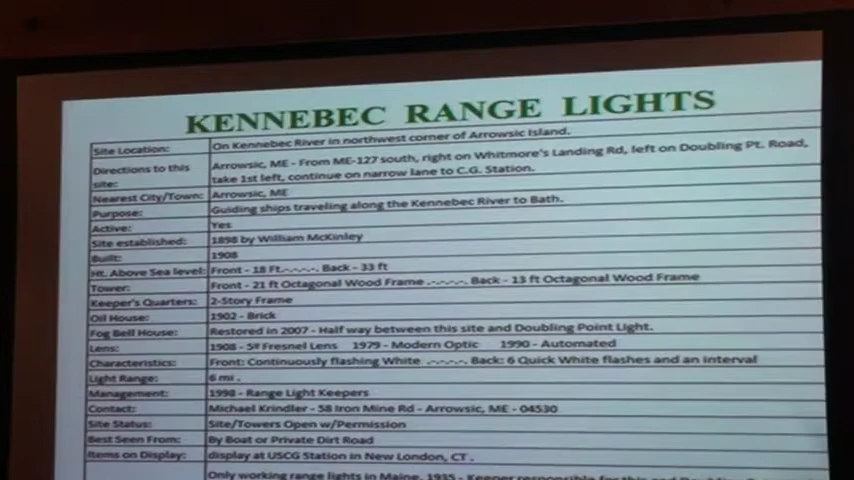 KENNEBEC RANGE LIGHTS
Site Location: On Kennebec River in northwest corner of Arrowsic Island.
Directions to this site: Arrowsic, ME - From ME-127 south, right on Whitmore's Landing Rd, left on Doubling Pt. Road,
take 1st left, continue on narrow lane to C.G. Station.
Nearest City/Town: Arrowsic, ME
Purpose: Guiding ships traveling along the Kennebec River to Bath.
Active: Yes
Site established: 1898 by William McKinley
Built: 1908
Ht. Above Sea level: Front - 18 Ft.-.-.-.-. Back - 33 ft
Tower: Front - 21 ft Octagonal Wood Frame .-.-.-.-. Back - 13 ft Octagonal Wood Frame
Keeper's Quarters: 2-Story Frame
Oil House: 1902 - Brick
Fog Bell House: Restored in 2007 - Half way between this site and Doubling Point Light.
Lens: 1908 - 5th Fresnel Lens 1979 - Modern Optic 1990 - Automated
Characteristics: Front: Continuously flashing White .-.-.-.-. Back: 6 Quick White flashes and an interval
Light Range: 6 mi .
Management: 1998 - Range Light Keepers
Contact: Michael Krindler - 58 Iron Mine Rd - Arrowsic, ME - 04530
Site Status: Site/Towers Open w/Permission
Best Seen From: By Boat or Private Dirt Road
Items on Display: display at USCG Station in New London, CT .
Only working range lights in Maine. 1935 - Keeper responsible for this and